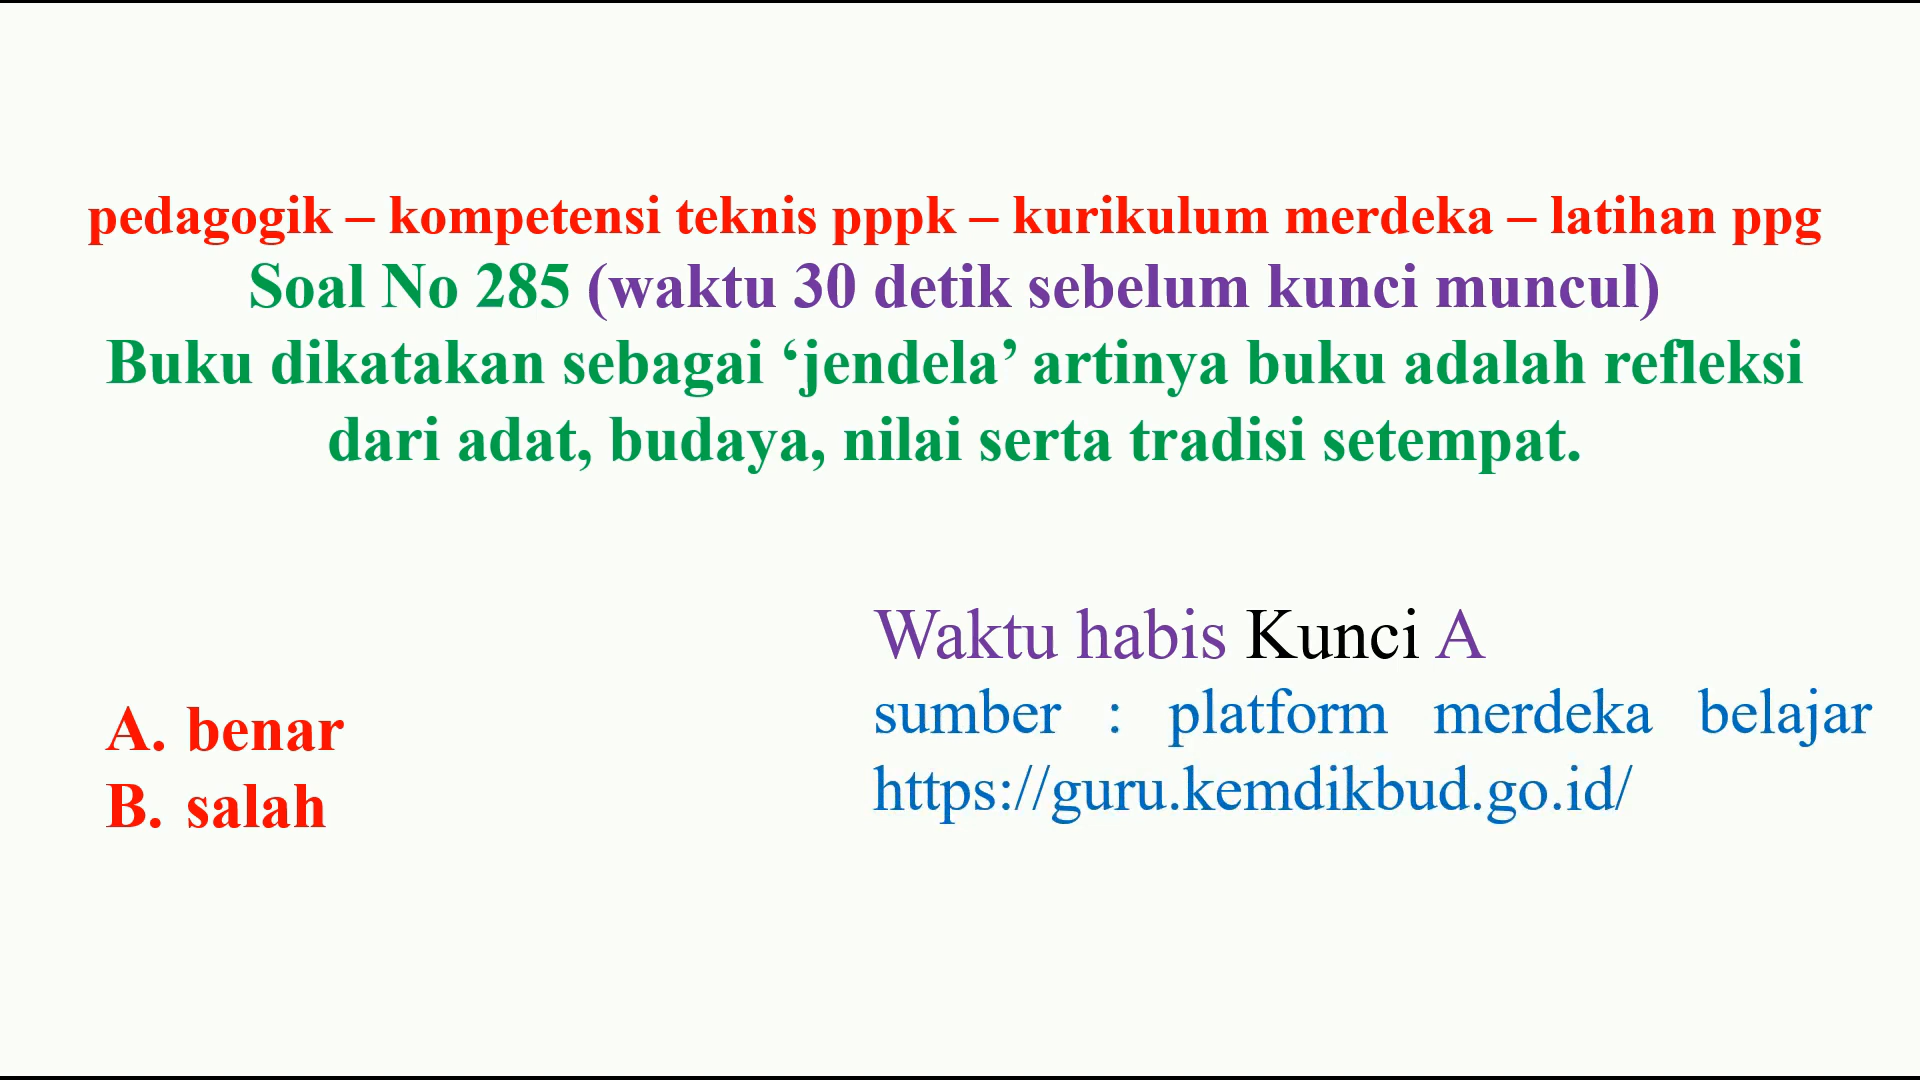 pedagogik – kompetensi teknis pppk – kurikulum merdeka – latihan ppg
Soal No 285 (waktu 30 detik sebelum kunci muncul)
Buku dikatakan sebagai ‘jendela’ artinya buku adalah refleksi
dari adat, budaya, nilai serta tradisi setempat.
A. benar
B. salah
Waktu habis Kunci A
sumber : platform merdeka belajar
https://guru.kemdikbud.go.id/